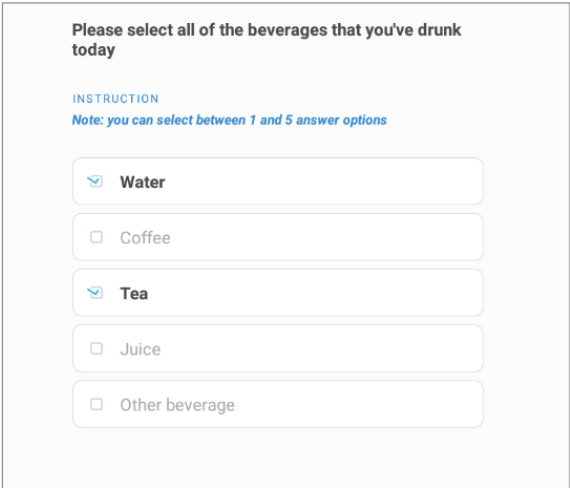 Please select all of the beverages that you've drunk
today
INSTRUCTION
Note: you can select between 1 and 5 answer options
Water
Coffee
Tea
Juice
Other beverage